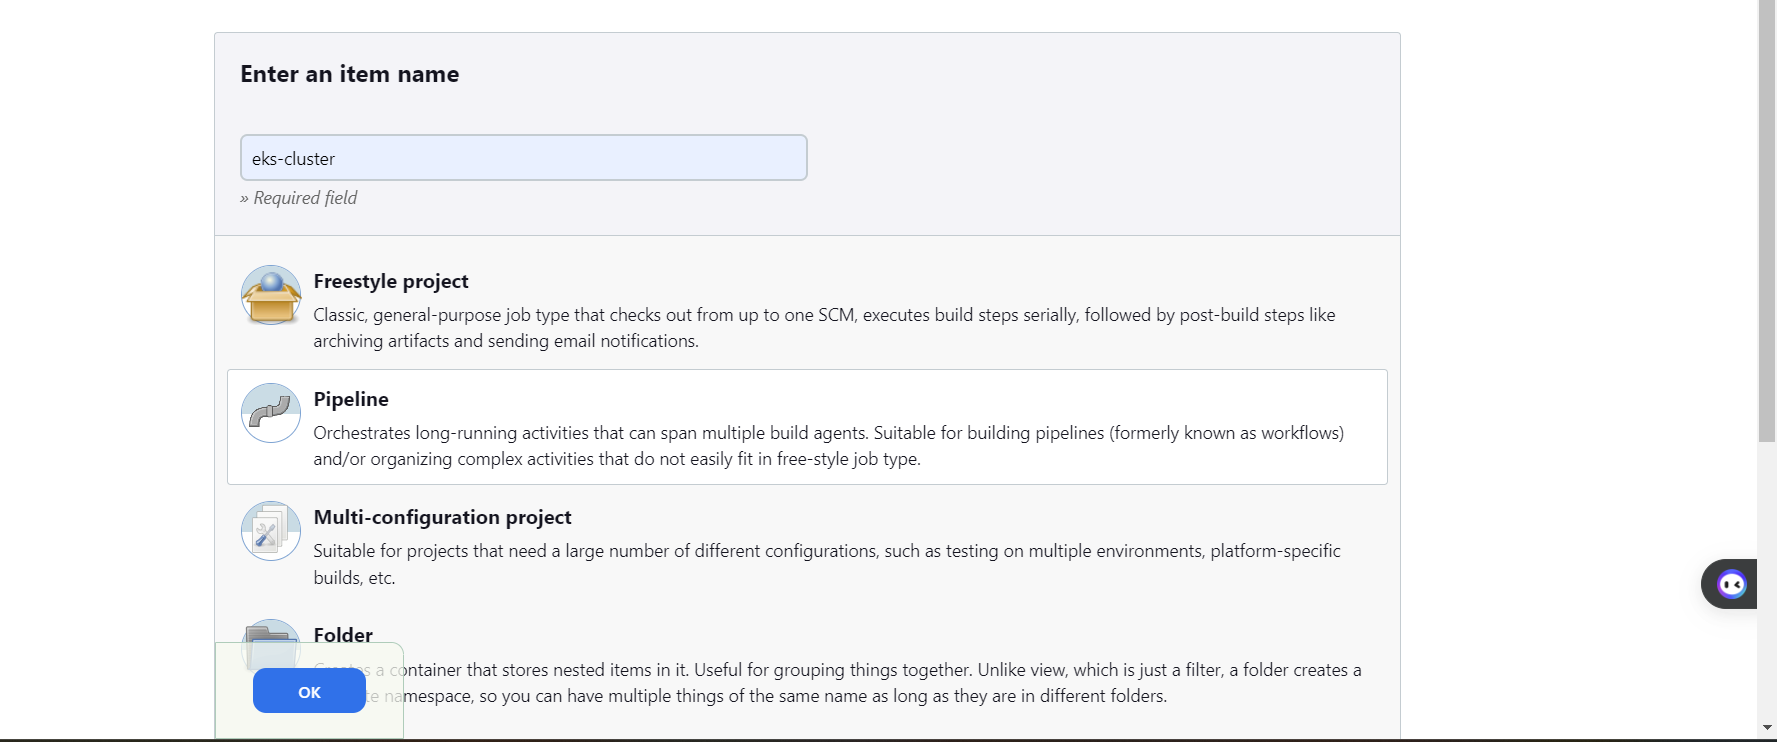 Enter an item name
eks-cluster
» Required field
Freestyle project
Classic, general-purpose job type that checks out from up to one SCM, executes build steps serially, followed by post-build steps like
archiving artifacts and sending email notifications.
Pipeline
Orchestrates long-running activities that can span multiple build agents. Suitable for building pipelines (formerly known as workflows)
and/or organizing complex activities that do not easily fit in free-style job type.
Multi-configuration project
Suitable for projects that need a large number of different configurations, such as testing on multiple environments, platform-specific
builds, etc.
Folder
Creates a container that stores nested items in it. Useful for grouping things together. Unlike view, which is just a filter, a folder creates a
namespace, so you can have multiple things of the same name as long as they are in different folders.
OK